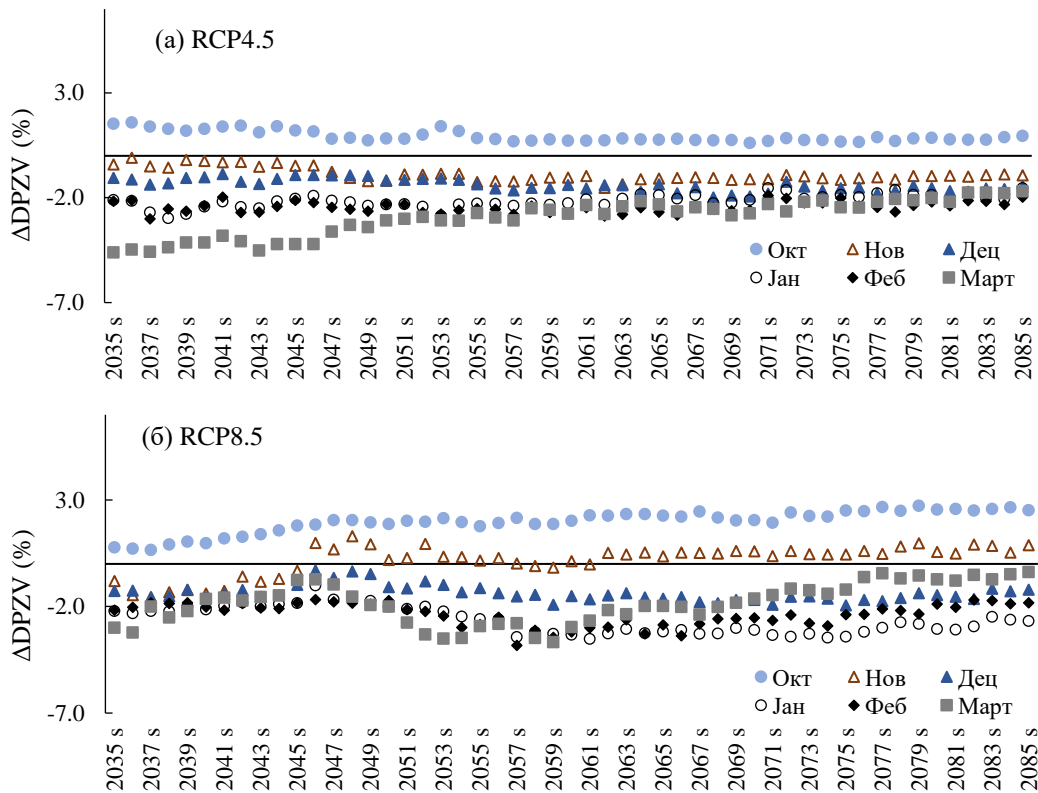 (а) RCP4.5
ΔDPZV (%)
3.0
-2.0
-7.0
Окт Нов Дец
Јан Феб Март
2035 s 2037 s 2039 s 2041 s 2043 s 2045 s 2047 s 2049 s 2051 s 2053 s 2055 s 2057 s 2059 s 2061 s 2063 s 2065 s 2067 s 2069 s 2071 s 2073 s 2075 s 2077 s 2079 s 2081 s 2083 s 2085 s
(б) RCP8.5
ΔDPZV (%)
3.0
-2.0
-7.0
Окт Нов Дец
Јан Феб Март
2035 s 2037 s 2039 s 2041 s 2043 s 2045 s 2047 s 2049 s 2051 s 2053 s 2055 s 2057 s 2059 s 2061 s 2063 s 2065 s 2067 s 2069 s 2071 s 2073 s 2075 s 2077 s 2079 s 2081 s 2083 s 2085 s